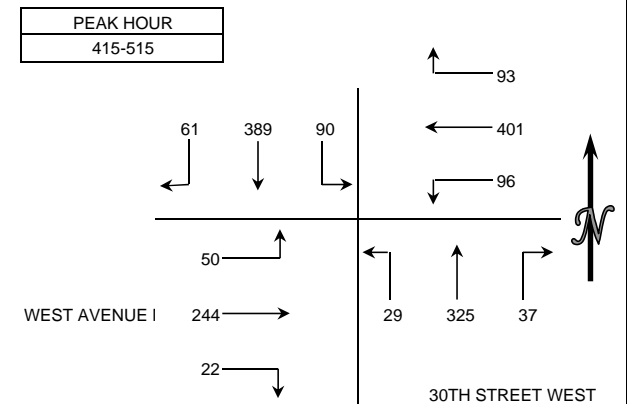 PEAK HOUR
415-515
93
61 389 90
401
96
N
50
WEST AVENUE I 244
29 325 37
22
30TH STREET WEST